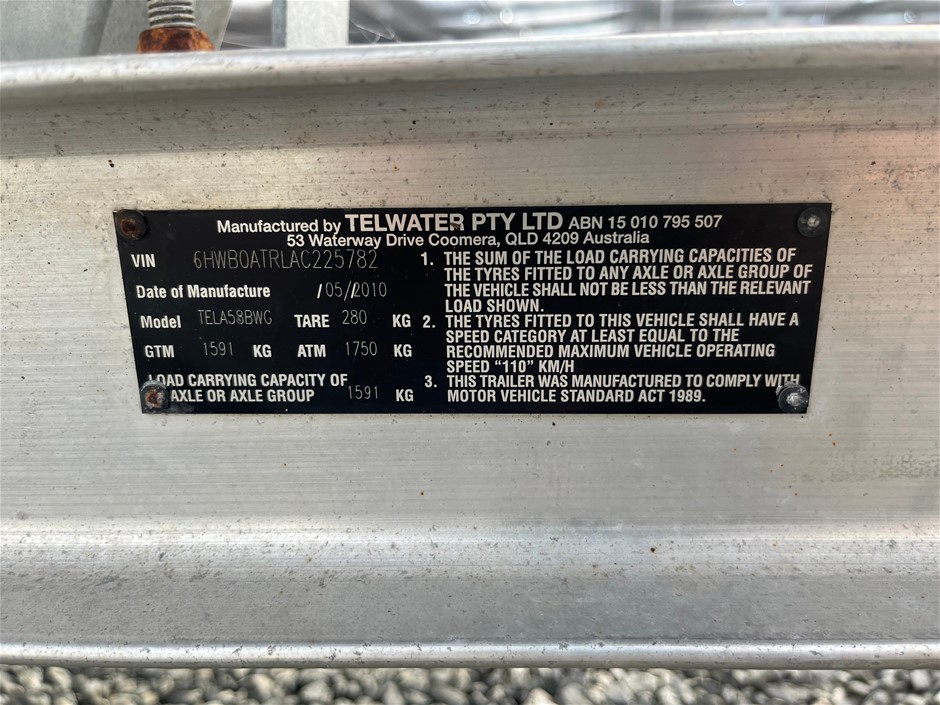 Manufactured by TELWATER PTY LTD ABN 15 010 795 507
53 Waterway Drive Coomera, QLD 4209 Australia
VIN 6HWB0ATRLAC225782
Date of Manufacture /05/2010
Model TELA58BWG TARE 280 KG
GTM 1591 KG ATM 1750 KG
LOAD CARRYING CAPACITY OF
AXLE OR AXLE GROUP 1591 KG
1. THE SUM OF THE LOAD CARRYING CAPACITIES OF
THE TYRES FITTED TO ANY AXLE OR AXLE GROUP OF
THE VEHICLE SHALL NOT BE LESS THAN THE RELEVANT
LOAD SHOWN.
2. THE TYRES FITTED TO THIS VEHICLE SHALL HAVE A
SPEED CATEGORY AT LEAST EQUAL TO THE
RECOMMENDED MAXIMUM VEHICLE OPERATING
SPEED “110” KM/H
3. THIS TRAILER WAS MANUFACTURED TO COMPLY WITH
MOTOR VEHICLE STANDARD ACT 1989.